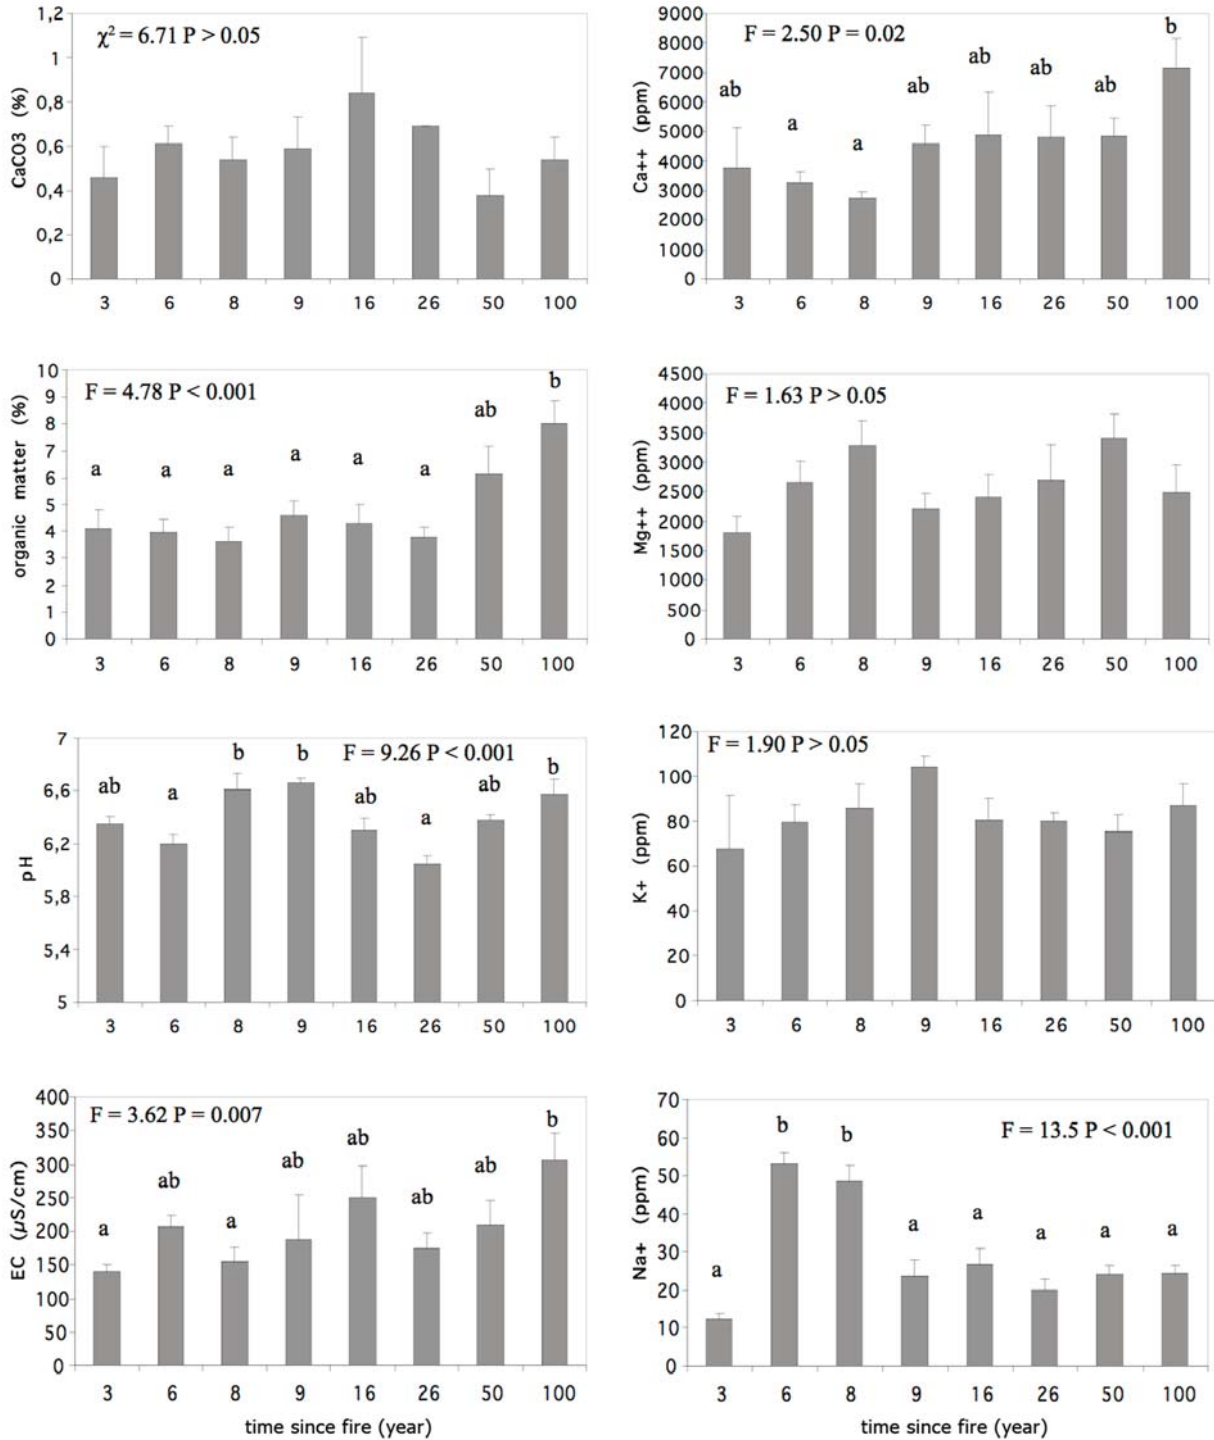 χ² = 6.71 P > 0.05
CaCO3 (%)
1,2
1
0,8
0,6
0,4
0,2
0
3 6 8 9 16 26 50 100
F = 2.50 P = 0.02
Ca++ (ppm)
9000
8000
7000
6000
5000
4000
3000
2000
1000
0
ab a a ab ab ab ab b
3 6 8 9 16 26 50 100
F = 4.78 P < 0.001
organic matter (%)
10
9
8
7
6
5
4
3
2
1
0
a a a a a a ab b
3 6 8 9 16 26 50 100
F = 1.63 P > 0.05
Mg++ (ppm)
4500
4000
3500
3000
2500
2000
1500
1000
500
0
3 6 8 9 16 26 50 100
F = 9.26 P < 0.001
pH
7
6,6
6,2
5,8
5,4
5
ab a b b ab a ab b
3 6 8 9 16 26 50 100
F = 1.90 P > 0.05
K+ (ppm)
120
100
80
60
40
20
0
3 6 8 9 16 26 50 100
F = 3.62 P = 0.007
EC (µS/cm)
400
350
300
250
200
150
100
50
0
a ab a ab ab ab ab b
3 6 8 9 16 26 50 100
time since fire (year)
F = 13.5 P < 0.001
Na+ (ppm)
70
60
50
40
30
20
10
0
a b b a a a a a
3 6 8 9 16 26 50 100
time since fire (year)